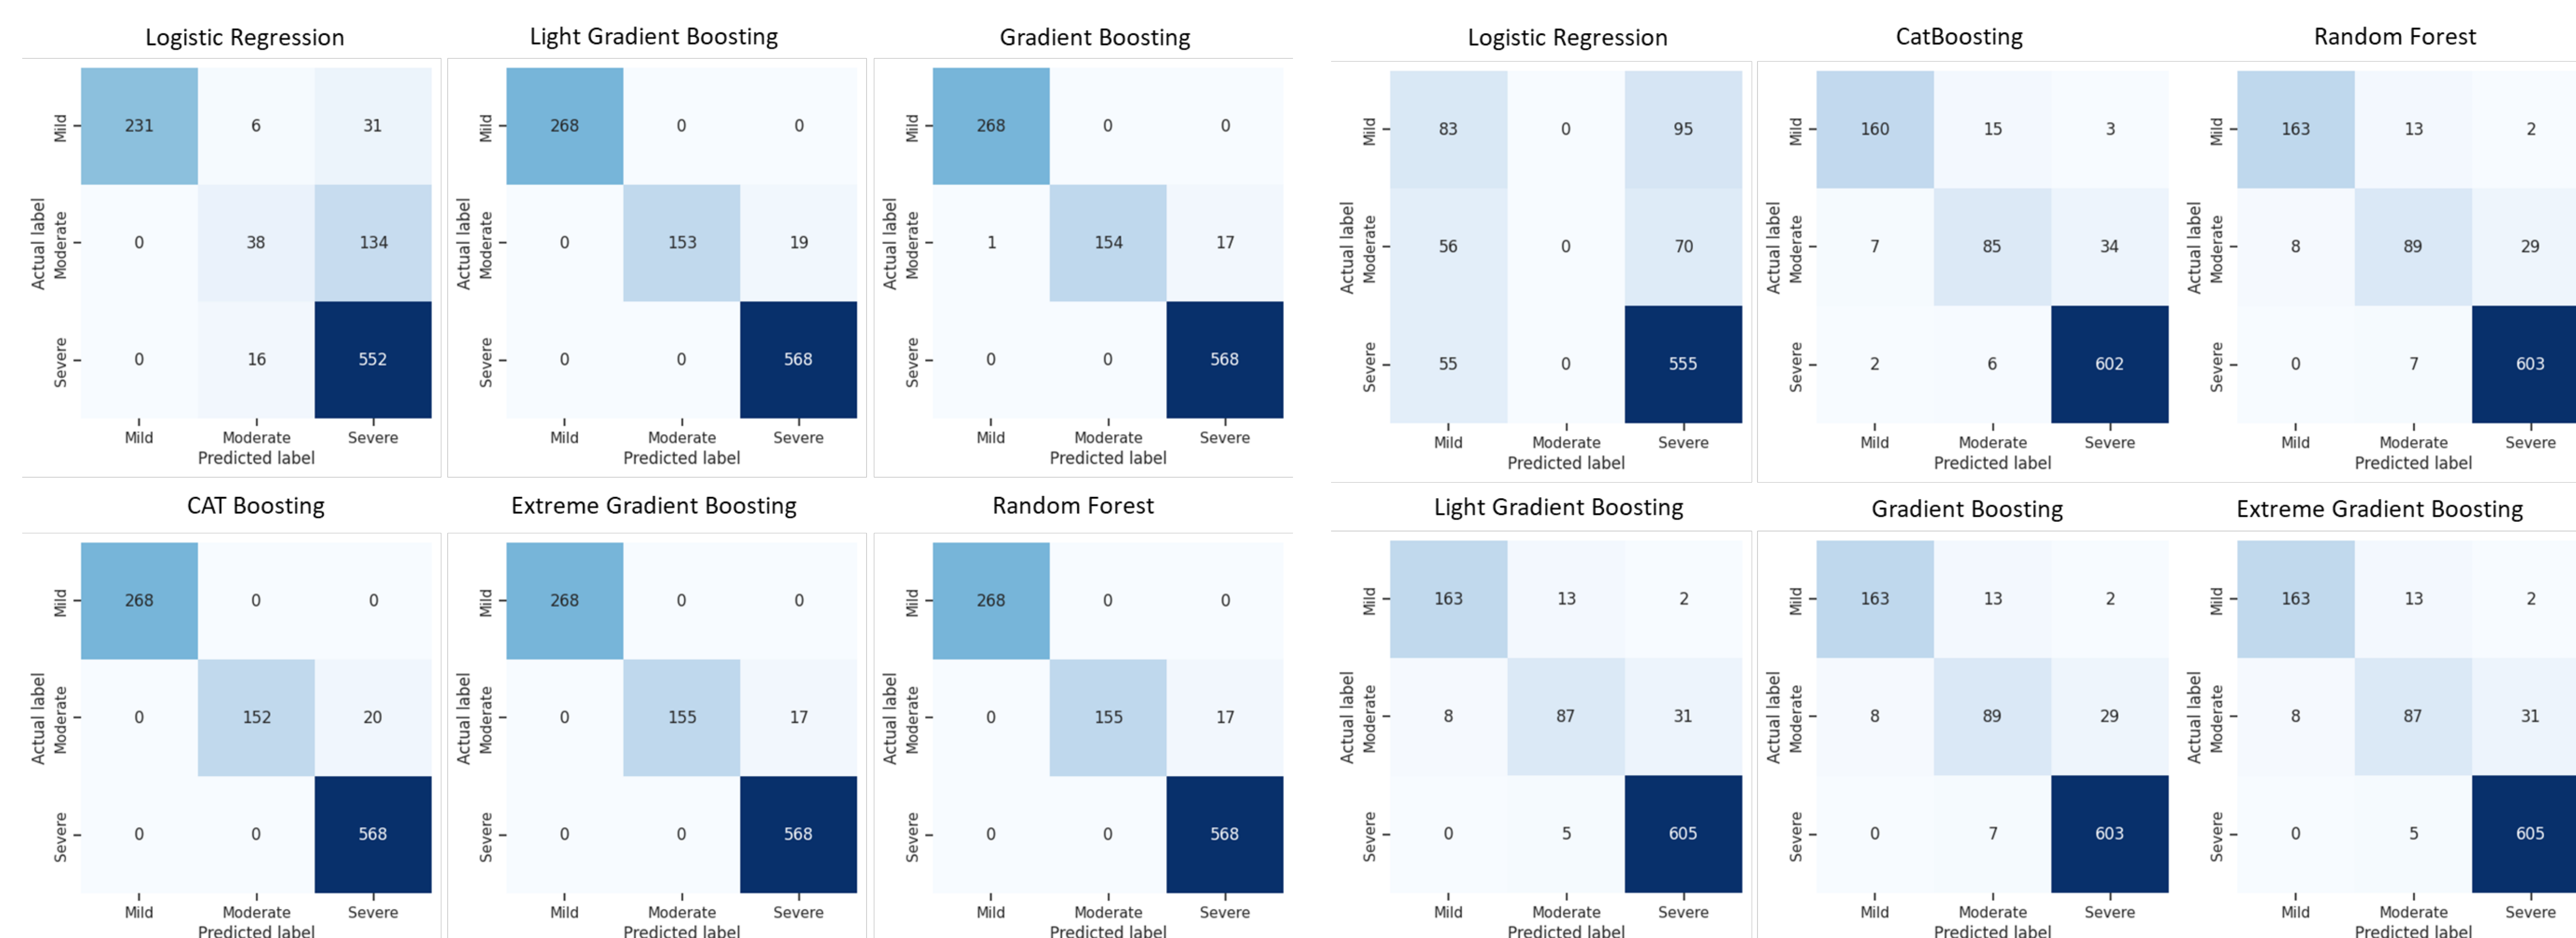 Logistic Regression
Mild 231 6 31
Actual label
Moderate 0 38 134
Severe 0 16 552
Mild Moderate Severe
Predicted label
Light Gradient Boosting
Mild 268 0 0
Actual label
Moderate 0 153 19
Severe 0 0 568
Mild Moderate Severe
Predicted label
Gradient Boosting
Mild 268 0 0
Actual label
Moderate 1 154 17
Severe 0 0 568
Mild Moderate Severe
Predicted label
Logistic Regression
Mild 83 0 95
Actual label
Moderate 56 0 70
Severe 55 0 555
Mild Moderate Severe
Predicted label
CatBoosting
Mild 160 15 3
Actual label
Moderate 7 85 34
Severe 2 6 602
Mild Moderate Severe
Predicted label
Random Forest
Mild 163 13 2
Actual label
Moderate 8 89 29
Severe 0 7 603
Mild Moderate Severe
Predicted label
CAT Boosting
Mild 268 0 0
Actual label
Moderate 0 152 20
Severe 0 0 568
Mild Moderate Severe
Predicted label
Extreme Gradient Boosting
Mild 268 0 0
Actual label
Moderate 0 155 17
Severe 0 0 568
Mild Moderate Severe
Predicted label
Random Forest
Mild 268 0 0
Actual label
Moderate 0 155 17
Severe 0 0 568
Mild Moderate Severe
Predicted label
Light Gradient Boosting
Mild 163 13 2
Actual label
Moderate 8 87 31
Severe 0 5 605
Mild Moderate Severe
Predicted label
Gradient Boosting
Mild 163 13 2
Actual label
Moderate 8 89 29
Severe 0 7 603
Mild Moderate Severe
Predicted label
Extreme Gradient Boosting
Mild 163 13 2
Actual label
Moderate 8 87 31
Severe 0 5 605
Mild Moderate Severe
Predicted label